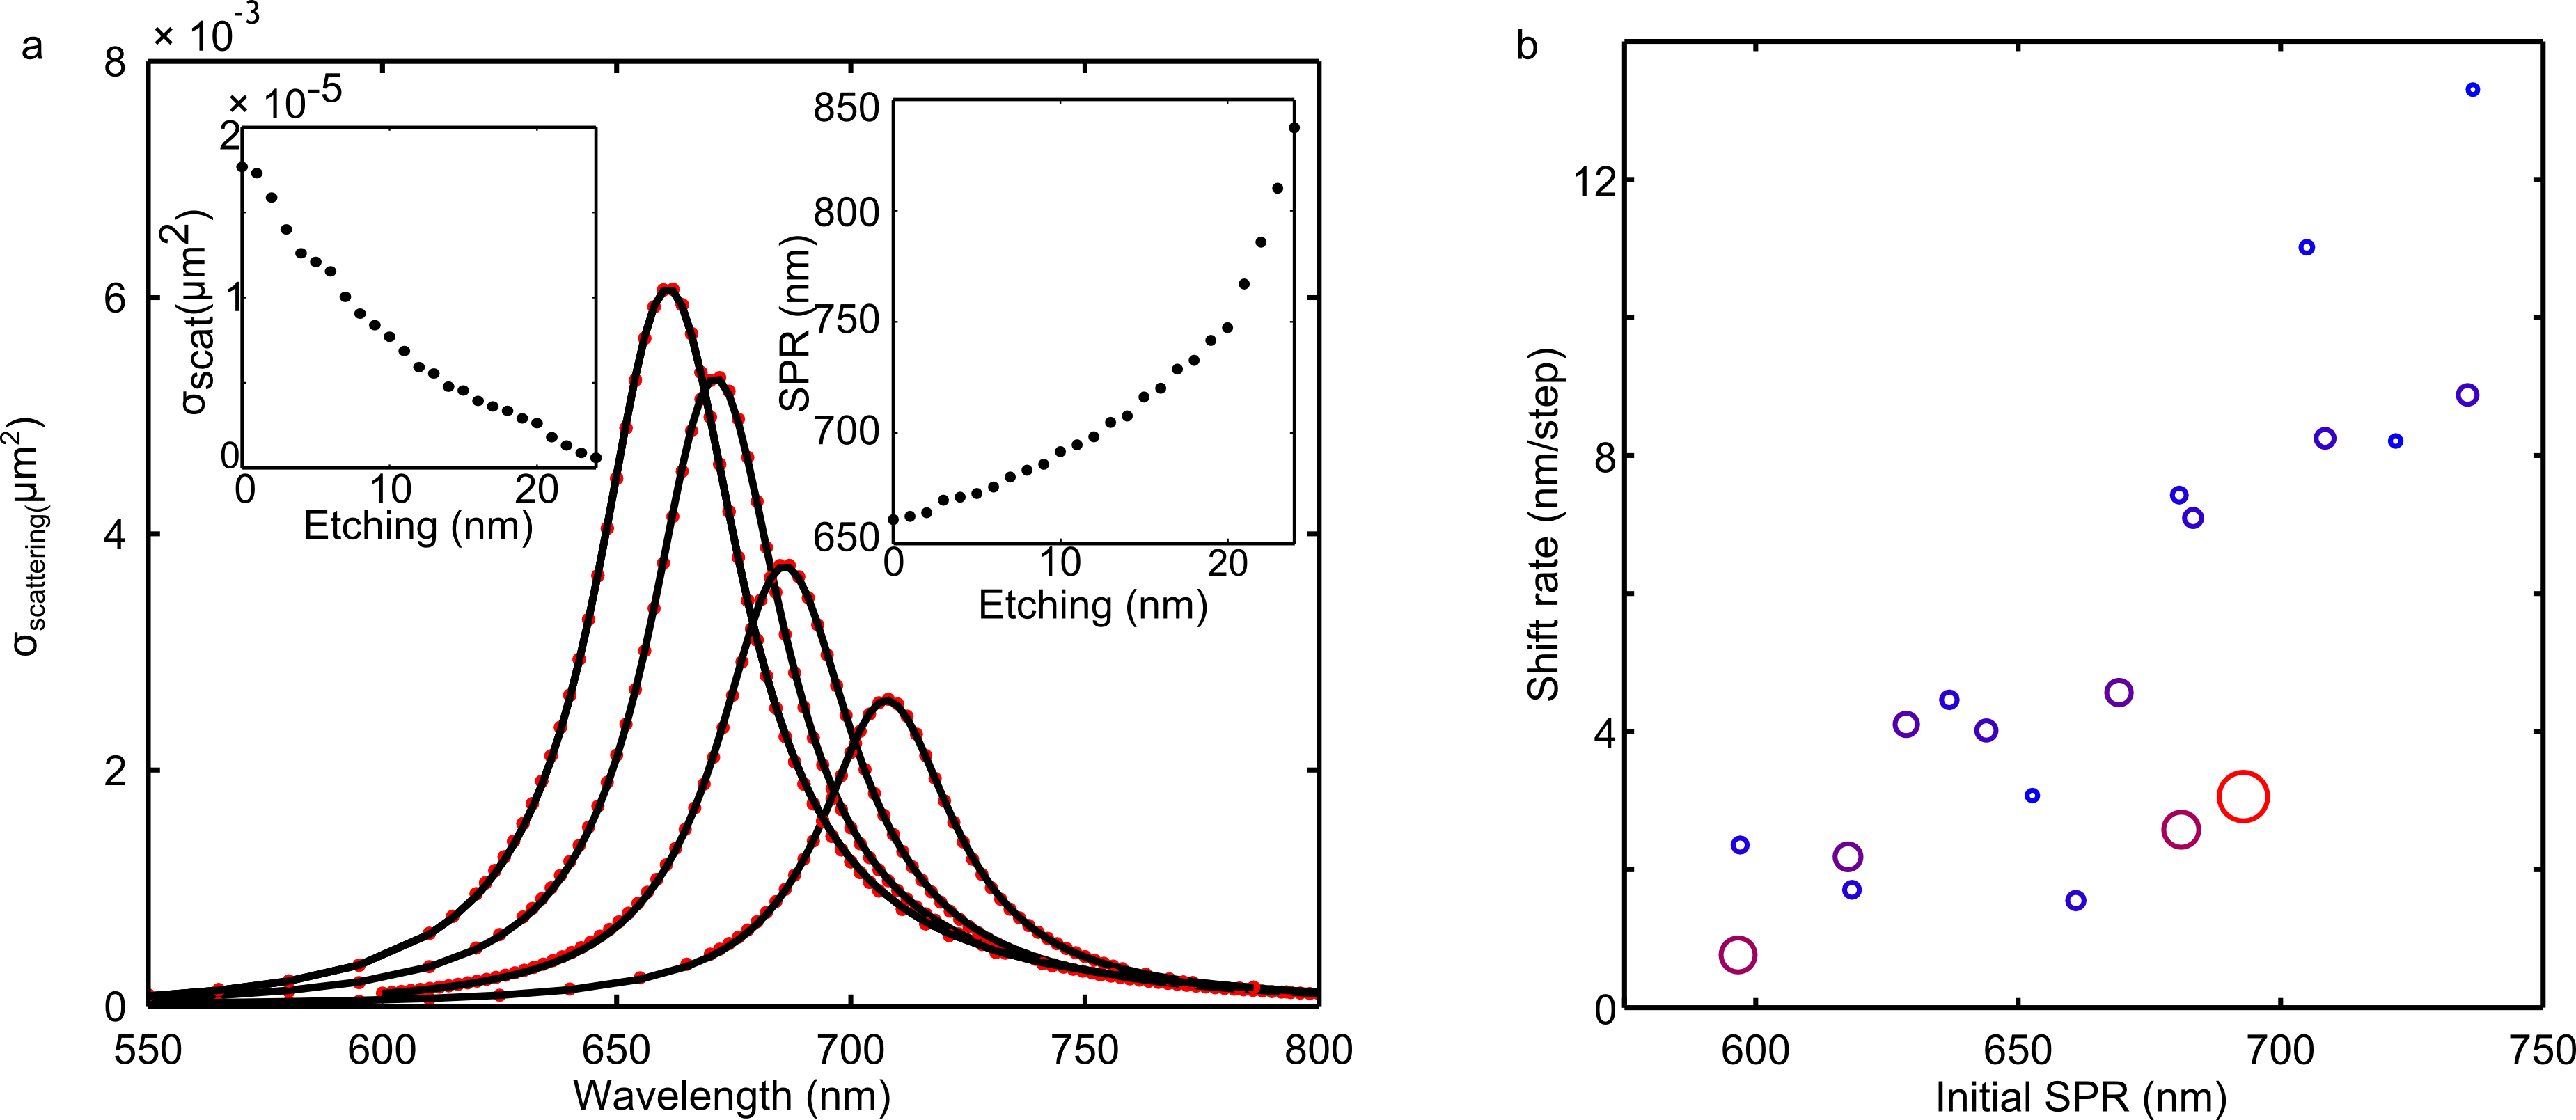 a
× 10-3
8
6
4
2
0
σscattering(μm2)
550 600 650 700 750 800
Wavelength (nm)
× 10-5
2
1
0
σscat(μm2)
0 10 20
Etching (nm)
850
800
750
700
650
SPR (nm)
0 10 20
Etching (nm)
b
12
8
4
0
Shift rate (nm/step)
600 650 700 750
Initial SPR (nm)